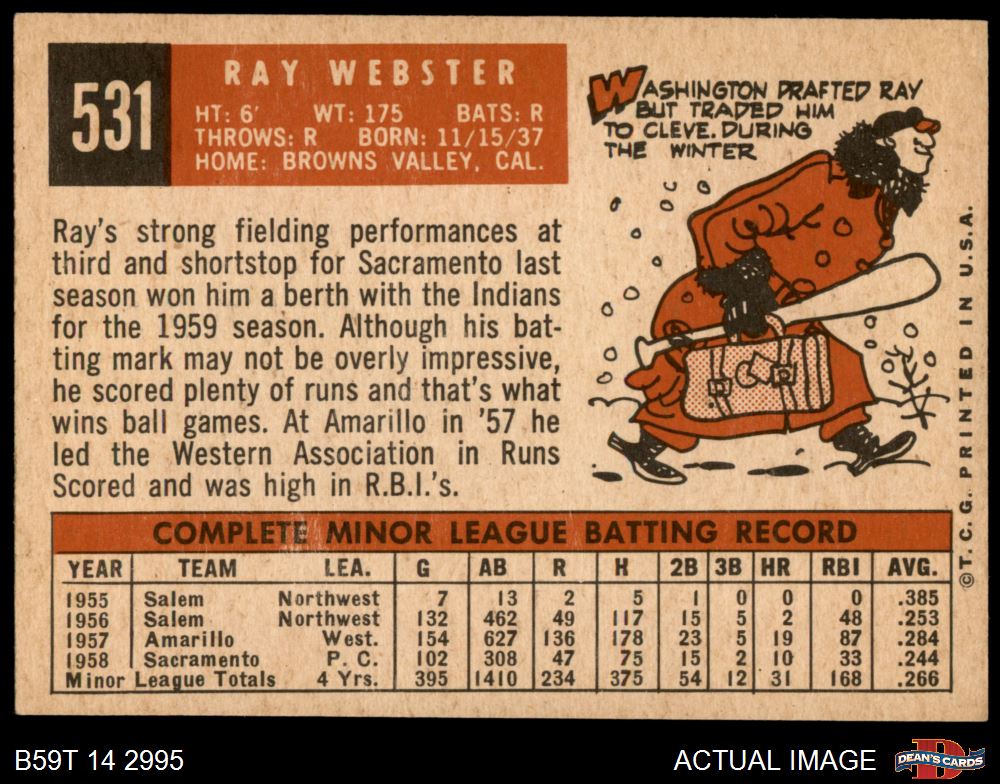 531
RAY WEBSTER
HT: 6' WT: 175 BATS: R
THROWS: R BORN: 11/15/37
HOME: BROWNS VALLEY, CAL.
WASHINGTON DRAFTED RAY
BUT TRADED HIM
TO CLEVE. DURING
THE WINTER
Ray's strong fielding performances at
third and shortstop for Sacramento last
season won him a berth with the Indians
for the 1959 season. Although his bat-
ting mark may not be overly impressive,
he scored plenty of runs and that's what
wins ball games. At Amarillo in '57 he
led the Western Association in Runs
Scored and was high in R.B.I.'s.
COMPLETE MINOR LEAGUE BATTING RECORD
YEAR TEAM LEA. G AB R H 2B 3B HR RBI AVG.
1955 Salem Northwest 7 13 2 5 1 0 0 0 .385
1956 Salem Northwest 132 462 49 117 15 5 2 48 .253
1957 Amarillo West. 154 627 136 178 23 5 19 87 .284
1958 Sacramento P. C. 102 308 47 75 15 2 10 33 .244
Minor League Totals 4 Yrs. 395 1410 234 375 54 12 31 168 .266
©T.C.G. PRINTED IN U.S.A.
B59T 14 2995
ACTUAL IMAGE
DEAN'S CARDS